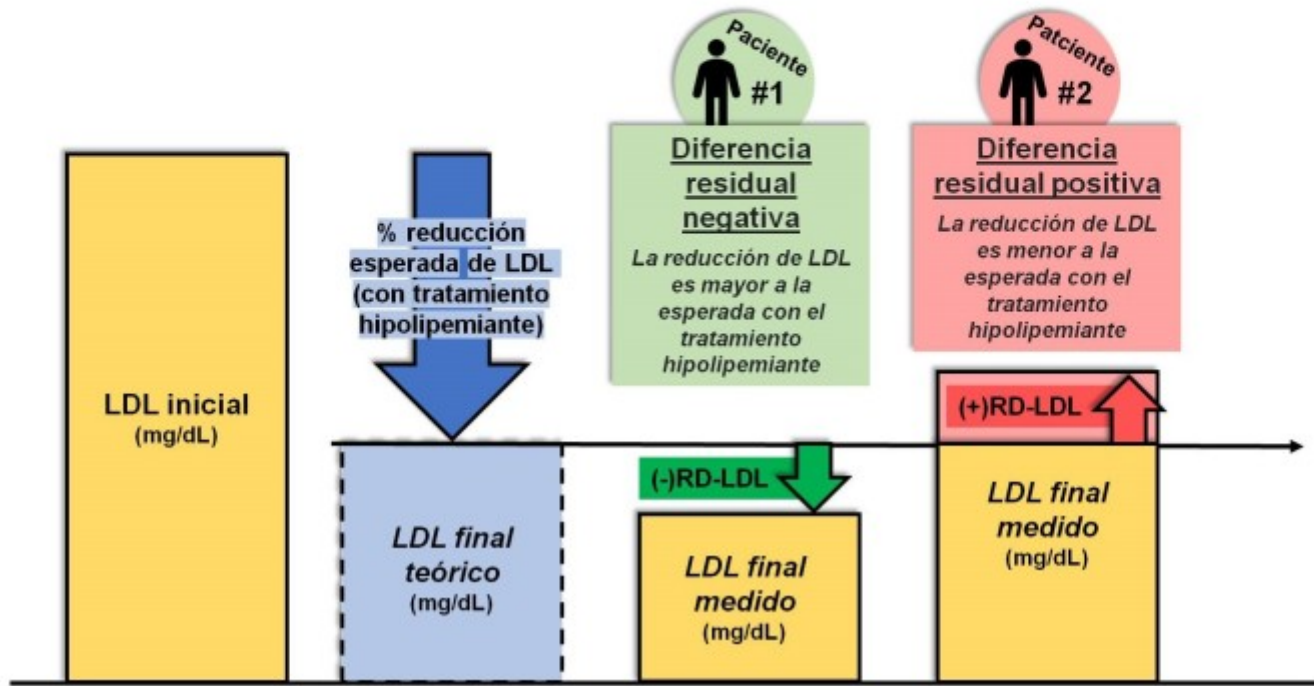 LDL inicial
(mg/dL)
% reducción
esperada de LDL
(con tratamiento
hipolipemiante)
LDL final
teórico
(mg/dL)
Paciente
#1
Diferencia
residual
negativa
La reducción de LDL
es mayor a la
esperada con el
tratamiento
hipolipemiante
(-)RD-LDL
LDL final
medido
(mg/dL)
Patciente
#2
Diferencia
residual positiva
La reducción de LDL
es menor a la
esperada con el
tratamiento
hipolipemiante
(+)RD-LDL
LDL final
medido
(mg/dL)